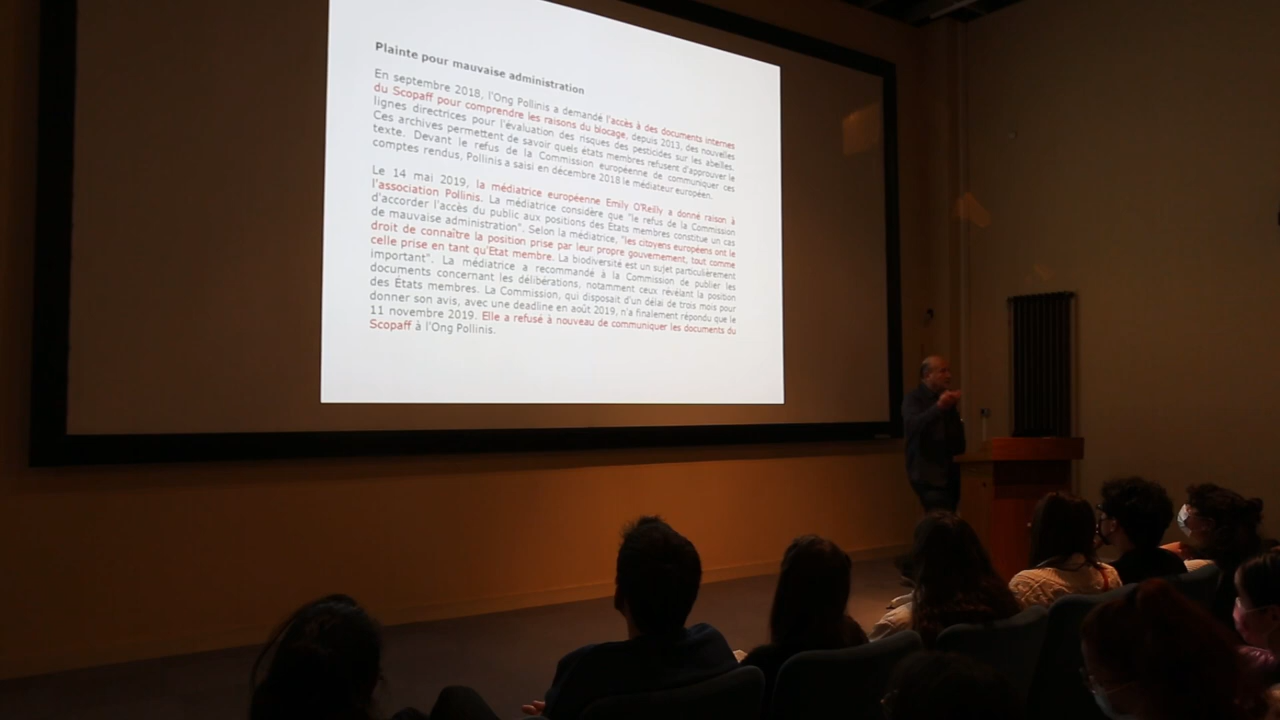 Plainte pour mauvaise administration
En septembre 2018, l'Ong Pollinis a demandé l'accès à des documents internes
du Scopaff pour comprendre les raisons du blocage, depuis 2013, des nouvelles
lignes directrices pour l'évaluation des risques des pesticides sur les abeilles.
Ces archives permettent de savoir quels états membres refusent d'approuver le
texte. Devant le refus de la Commission européenne de communiquer ces
comptes rendus, Pollinis a saisi en décembre 2018 le médiateur européen.
Le 14 mai 2019, la médiatrice européenne Emily O'Reilly a donné raison à
l'association Pollinis. La médiatrice considère que "le refus de la Commission
d'accorder l'accès du public aux positions des États membres constitue un cas
de mauvaise administration". Selon la médiatrice, "les citoyens européens ont le
droit de connaître la position prise par leur propre gouvernement, tout comme
celle prise en tant qu'Etat membre. La biodiversité est un sujet particulièrement
important". La médiatrice a recommandé à la Commission de publier les
documents concernant les délibérations, notamment ceux révélant la position
des États membres. La Commission, qui disposait d'un délai de trois mois pour
donner son avis, avec une deadline en août 2019, n'a finalement répondu que le
11 novembre 2019. Elle a refusé à nouveau de communiquer les documents du
Scopaff à l'Ong Pollinis.